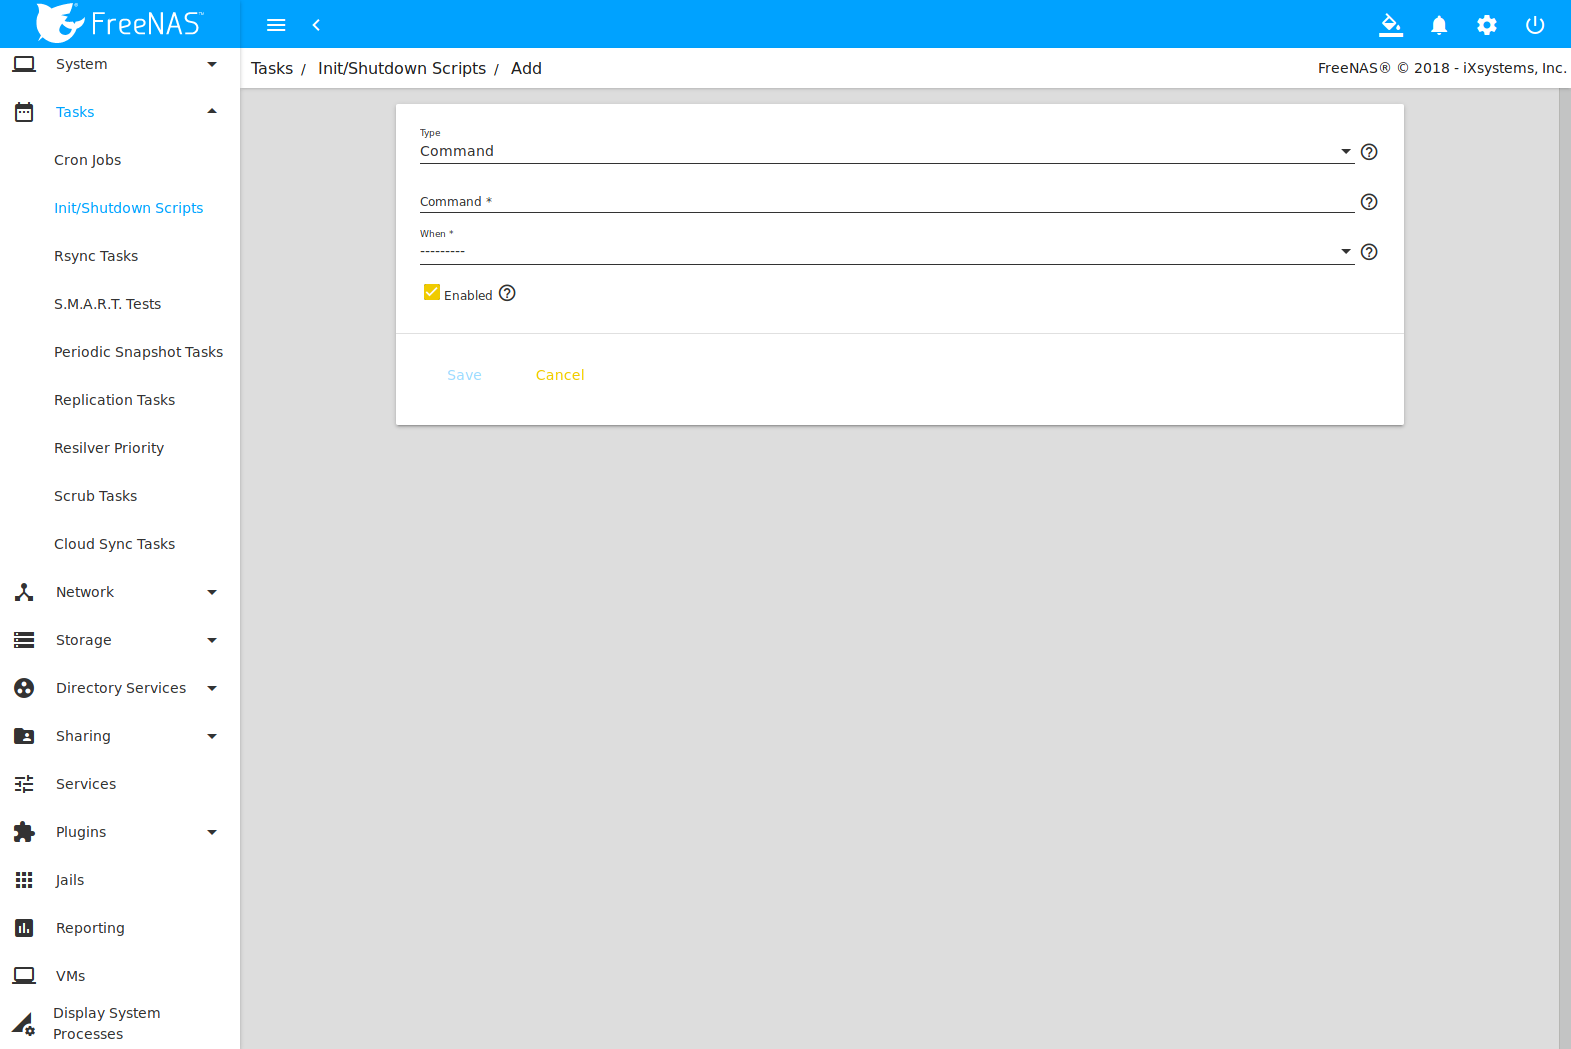 FreeNAS™
Tasks / Init/Shutdown Scripts / Add
FreeNAS® © 2018 - iXsystems, Inc.
System
Tasks
Cron Jobs
Init/Shutdown Scripts
Rsync Tasks
S.M.A.R.T. Tests
Periodic Snapshot Tasks
Replication Tasks
Resilver Priority
Scrub Tasks
Cloud Sync Tasks
Network
Storage
Directory Services
Sharing
Services
Plugins
Jails
Reporting
VMs
Display System
Processes
Type
Command
Command *
When *
---------
Enabled
Save
Cancel